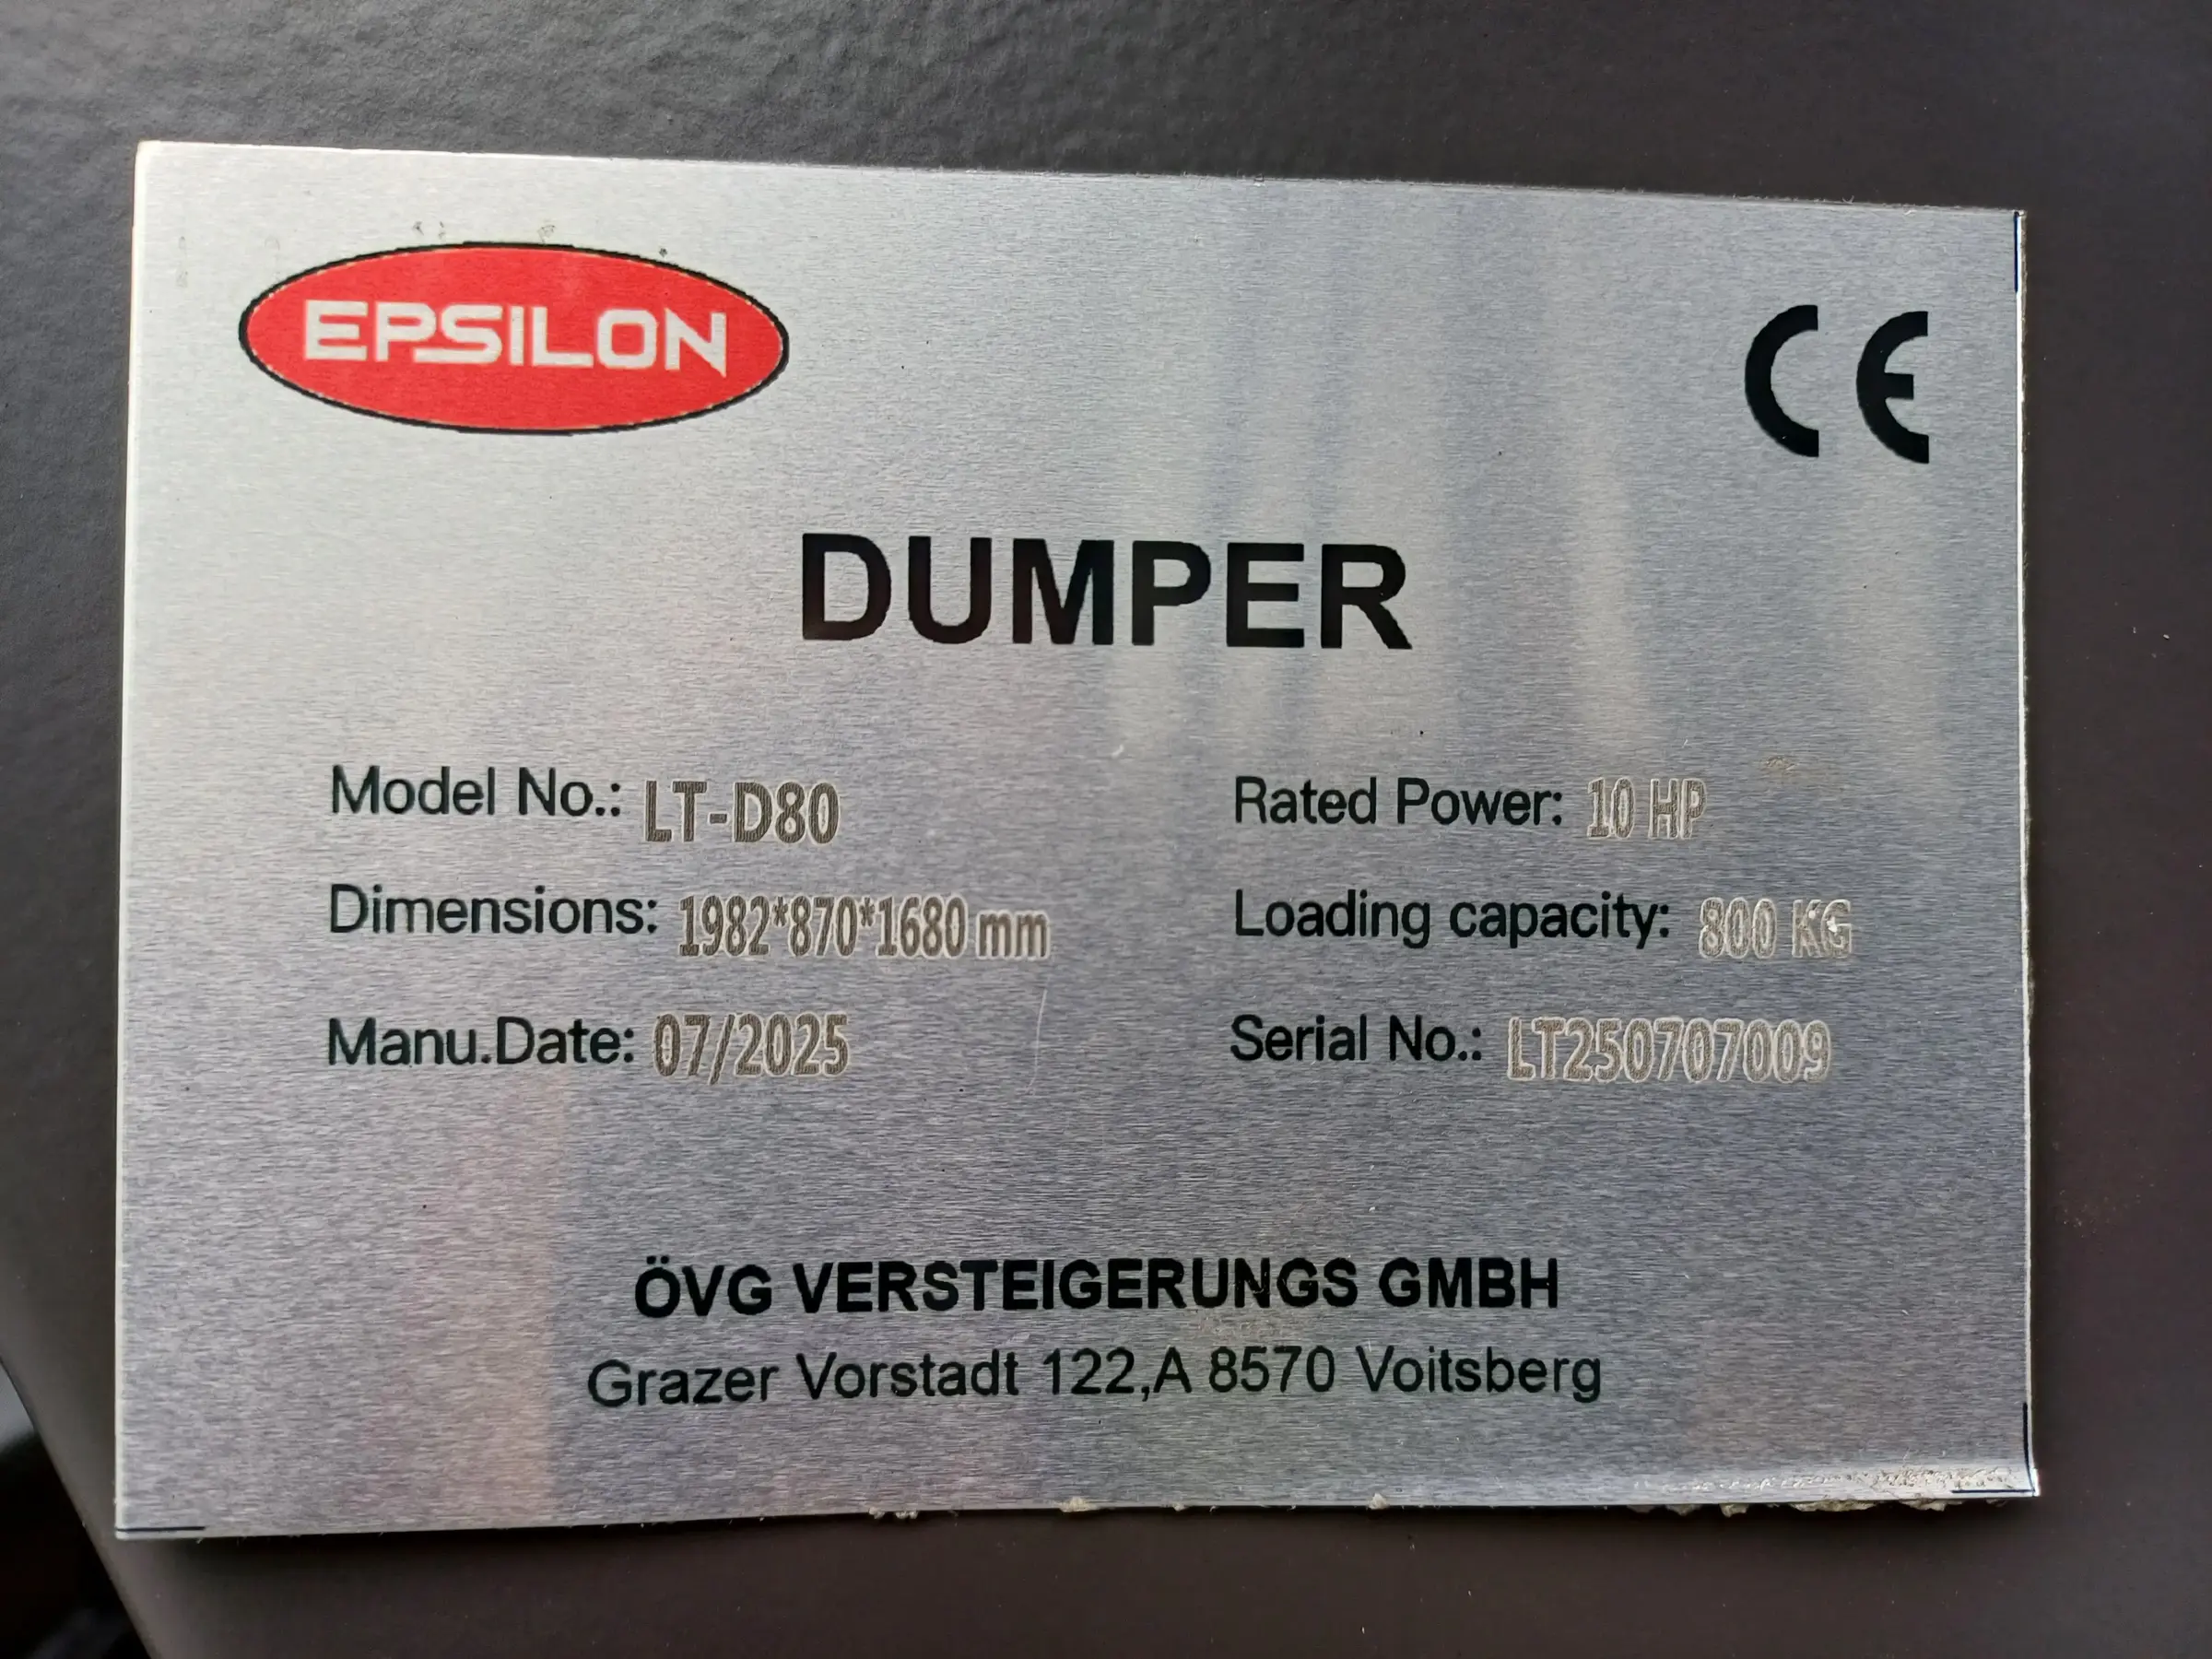 EPSILON
CE
DUMPER
Model No.: LT-D80
Rated Power: 10 HP
Dimensions: 1982*870*1680 mm
Loading capacity: 800 KG
Manu.Date: 07/2025
Serial No.: LT250707009
ÖVG VERSTEIGERUNGS GMBH
Grazer Vorstadt 122,A 8570 Voitsberg